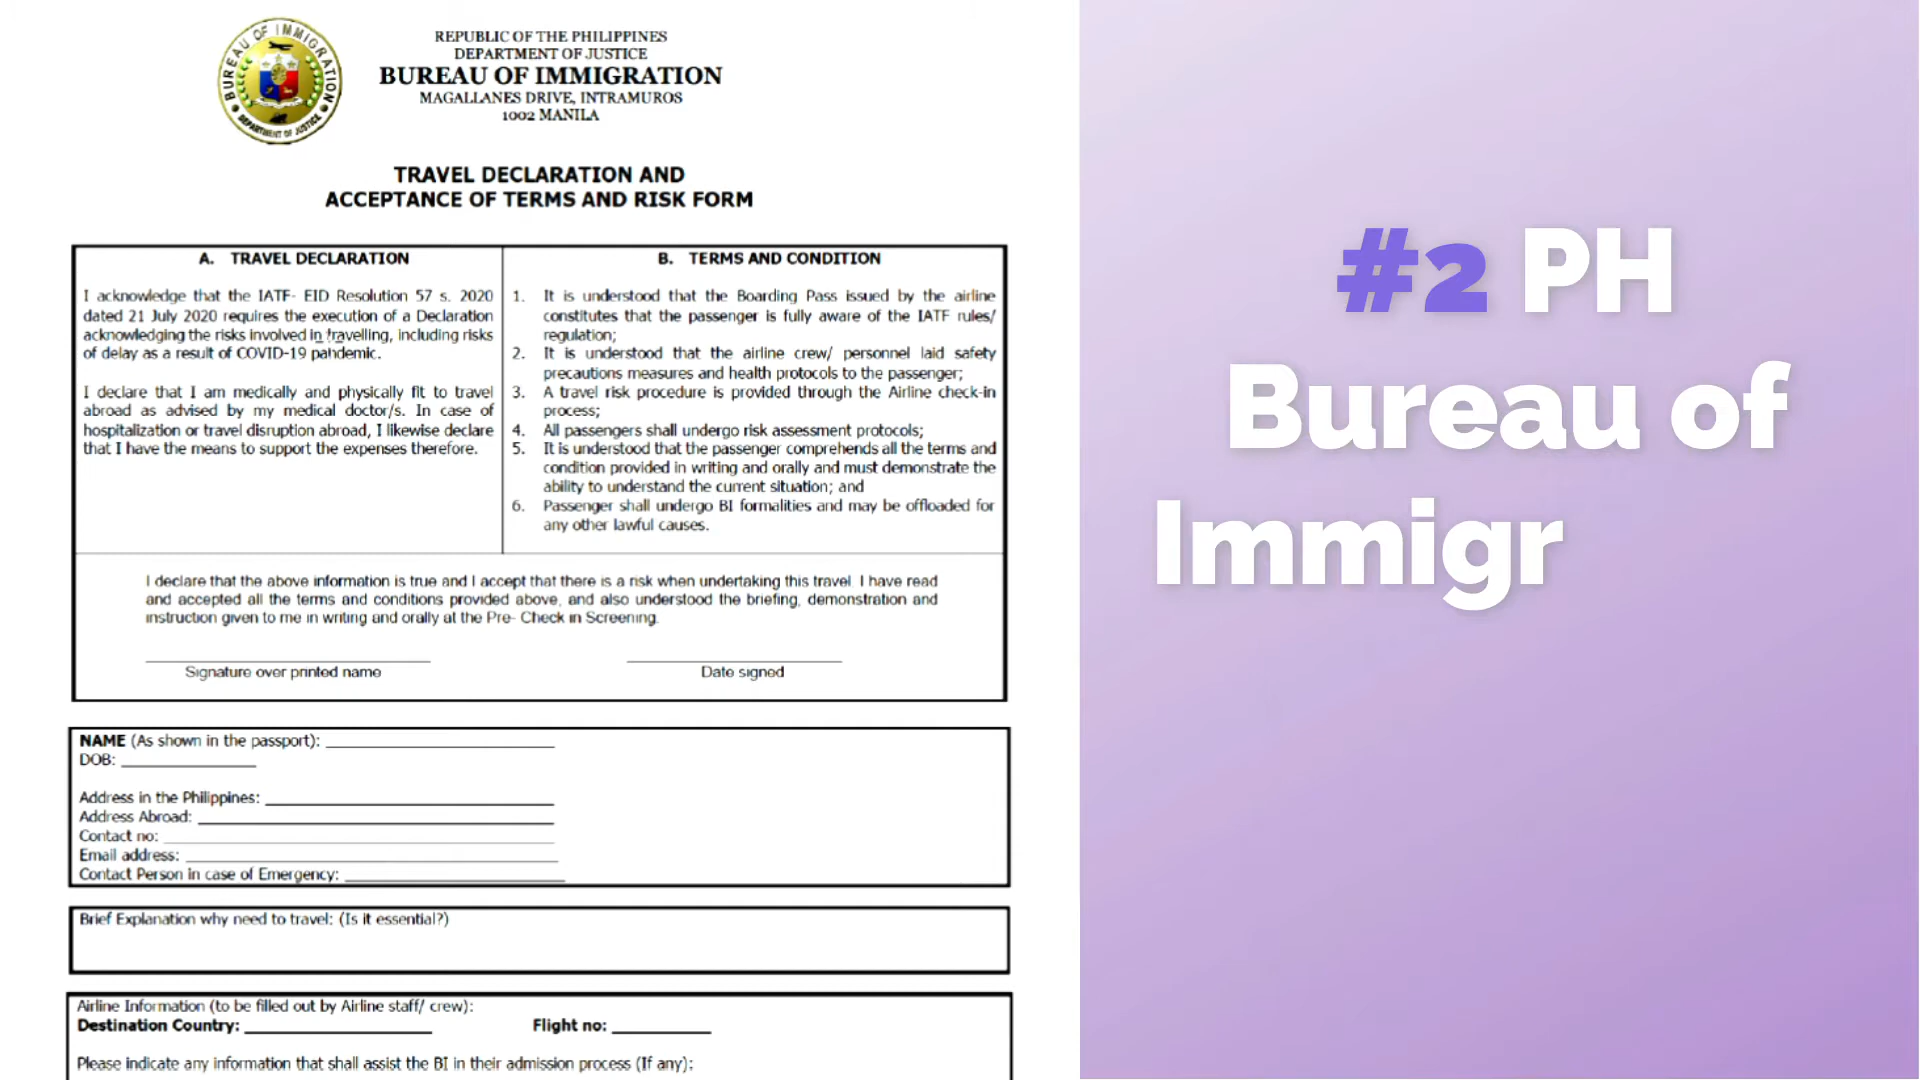 BUREAU OF IMMIGRATION
DEPARTMENT OF JUSTICE
REPUBLIC OF THE PHILIPPINES
DEPARTMENT OF JUSTICE
BUREAU OF IMMIGRATION
MAGALLANES DRIVE, INTRAMUROS
1002 MANILA
TRAVEL DECLARATION AND
ACCEPTANCE OF TERMS AND RISK FORM
A. TRAVEL DECLARATION
I acknowledge that the IATF- EID Resolution 57 s. 2020
dated 21 July 2020 requires the execution of a Declaration
acknowledging the risks involved in travelling, including risks
of delay as a result of COVID-19 pandemic.
I declare that I am medically and physically fit to travel
abroad as advised by my medical doctor/s. In case of
hospitalization or travel disruption abroad, I likewise declare
that I have the means to support the expenses therefore.
B. TERMS AND CONDITION
1. It is understood that the Boarding Pass issued by the airline
constitutes that the passenger is fully aware of the IATF rules/
regulation;
2. It is understood that the airline crew/ personnel laid safety
precautions measures and health protocols to the passenger;
3. A travel risk procedure is provided through the Airline check-in
process;
4. All passengers shall undergo risk assessment protocols;
5. It is understood that the passenger comprehends all the terms and
condition provided in writing and orally and must demonstrate the
ability to understand the current situation; and
6. Passenger shall undergo BI formalities and may be offloaded for
any other lawful causes.
I declare that the above information is true and I accept that there is a risk when undertaking this travel. I have read
and accepted all the terms and conditions provided above, and also understood the briefing, demonstration and
instruction given to me in writing and orally at the Pre- Check in Screening.
Signature over printed name
Date signed
NAME (As shown in the passport):
DOB:
Address in the Philippines:
Address Abroad:
Contact no:
Email address:
Contact Person in case of Emergency:
Brief Explanation why need to travel: (Is it essential?)
Airline Information (to be filled out by Airline staff/ crew):
Destination Country: Flight no:
Please indicate any information that shall assist the BI in their admission process (If any):
#2 PH
Bureau of
Immigr